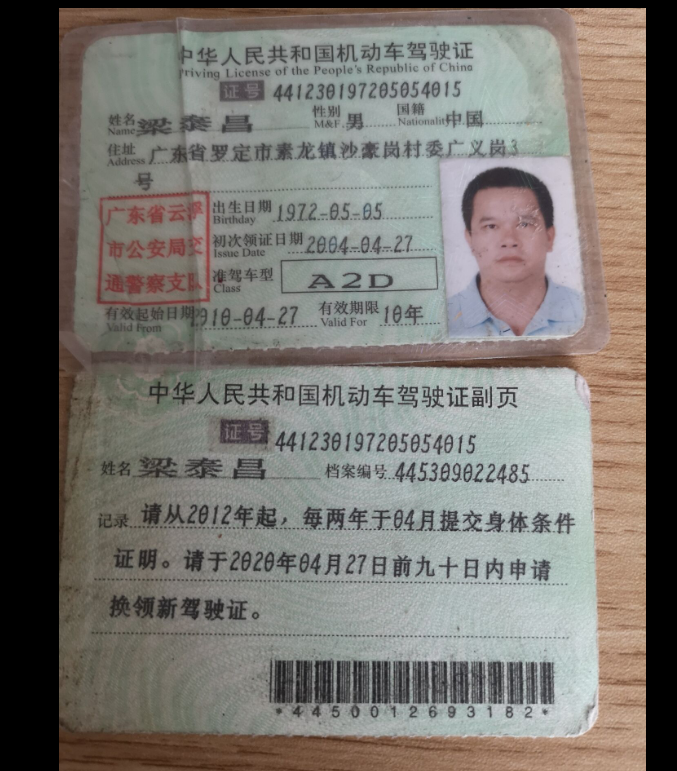 中华人民共和国机动车驾驶证
Driving License of the People's Republic of China
证号 441230197205054015
姓名 Name 梁泰昌 性别 M&F. 男 国籍 Nationality 中国
住址 Address 广东省罗定市素龙镇沙豪岗村委广义岗3
号
广东省云浮
市公安局交
通警察支队
出生日期 Birthday 1972-05-05
初次领证日期 Issue Date 2004-04-27
准驾车型 Class A2D
有效起始日期 Valid From 2010-04-27 有效期限 Valid For 10年
中华人民共和国机动车驾驶证副页
证号 441230197205054015
姓名 梁泰昌 档案编号 445309022485
记录 请从2012年起，每两年于04月提交身体条件
证明。请于2020年04月27日前九十日内申请
换领新驾驶证。
*4450012693182*